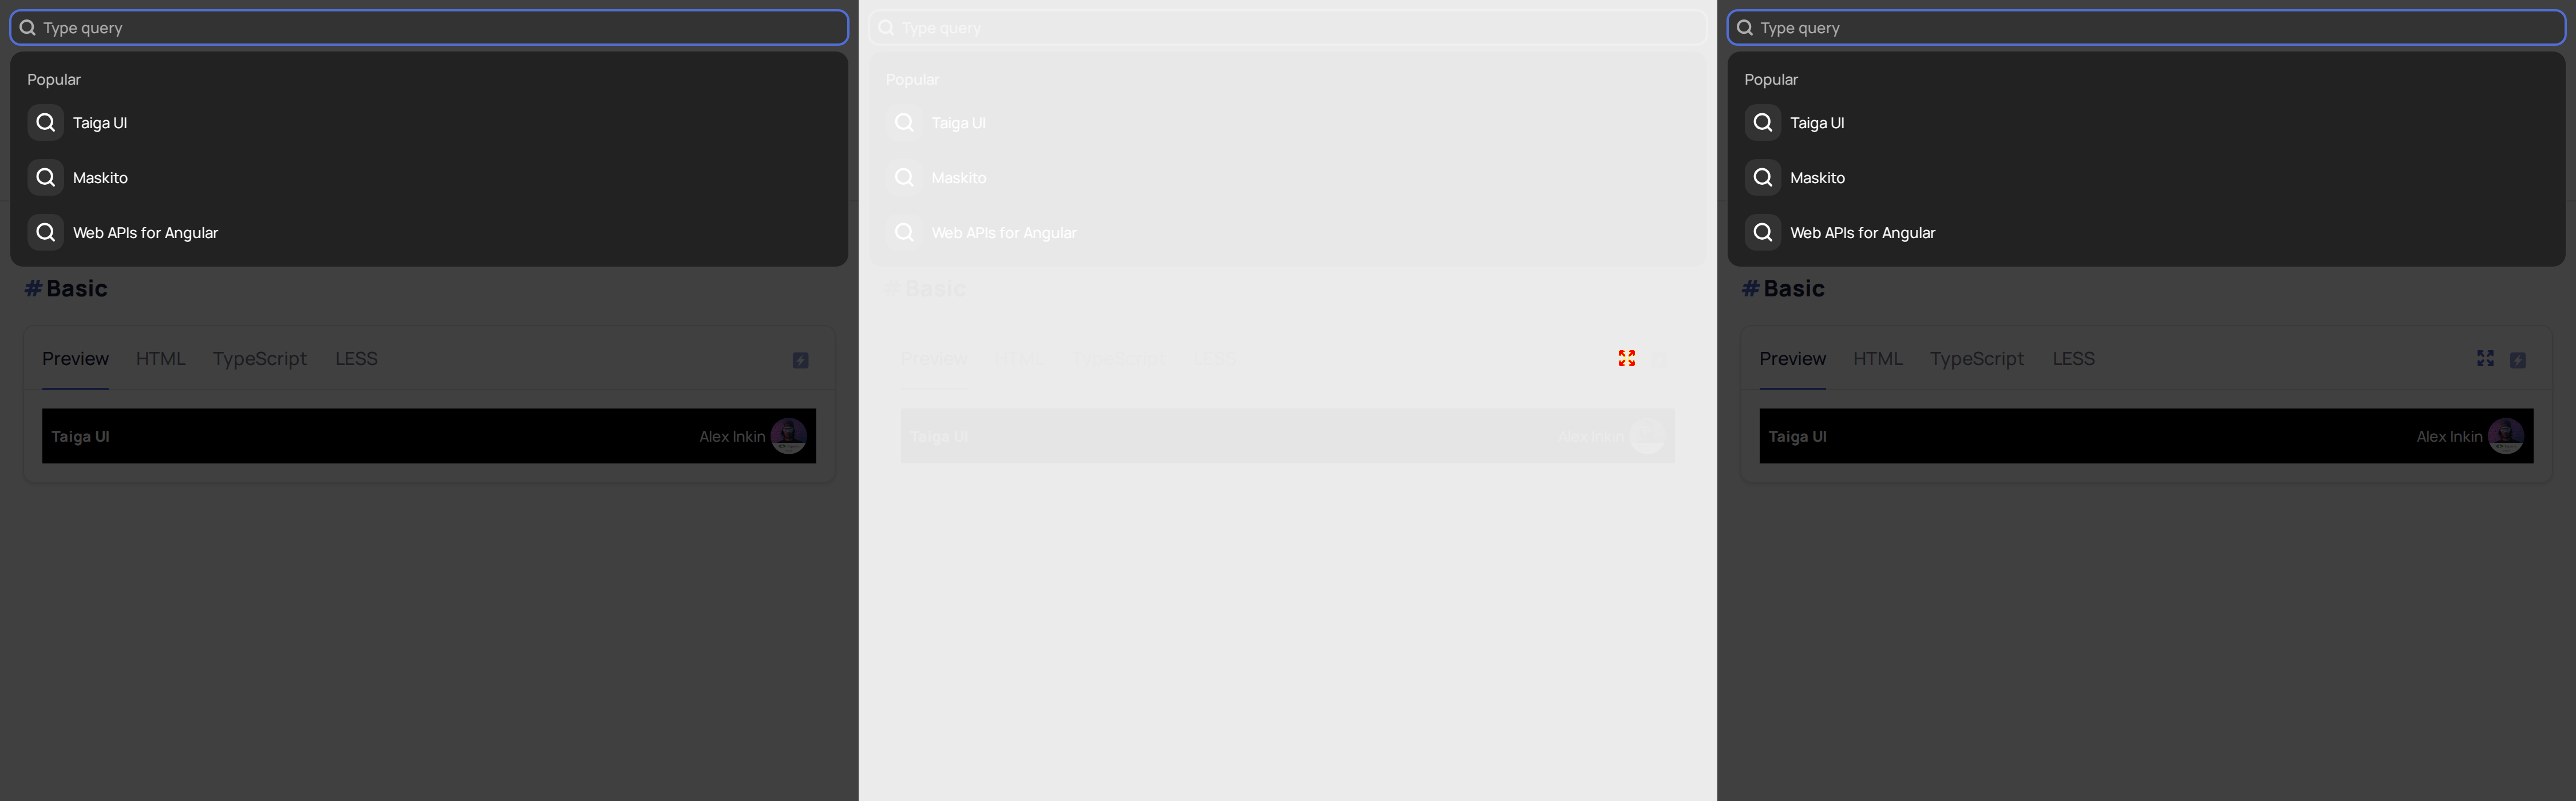 Type query
Popular
Taiga UI
Maskito
Web APIs for Angular
#Basic
Preview HTML TypeScript LESS
Taiga UI Alex Inkin
Type query
Popular
Taiga UI
Maskito
Web APIs for Angular
#Basic
Preview HTML TypeScript LESS
Taiga UI Alex Inkin
Type query
Popular
Taiga UI
Maskito
Web APIs for Angular
#Basic
Preview HTML TypeScript LESS
Taiga UI Alex Inkin